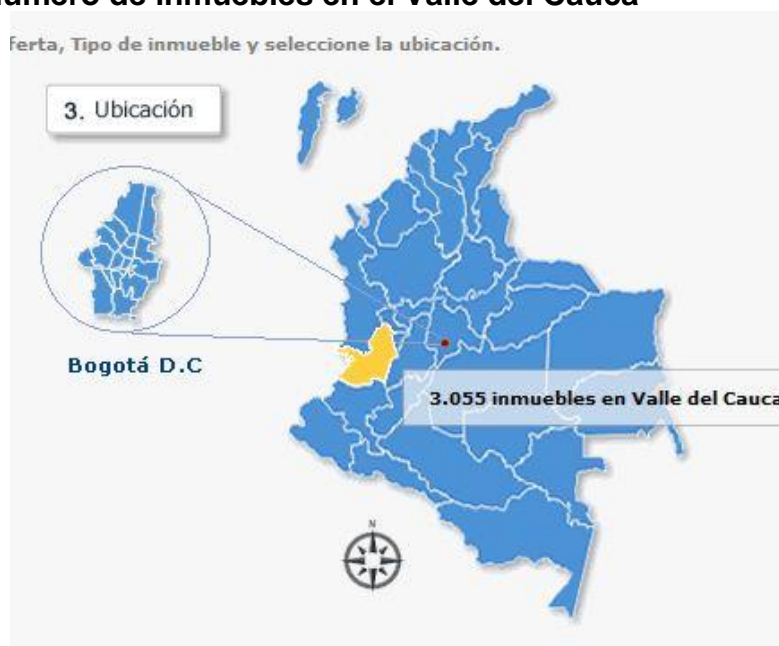 número de inmuebles en el Valle del Cauca
ferta, Tipo de inmueble y seleccione la ubicación.
3. Ubicación
Bogotá D.C
3.055 inmuebles en Valle del Cauca
N